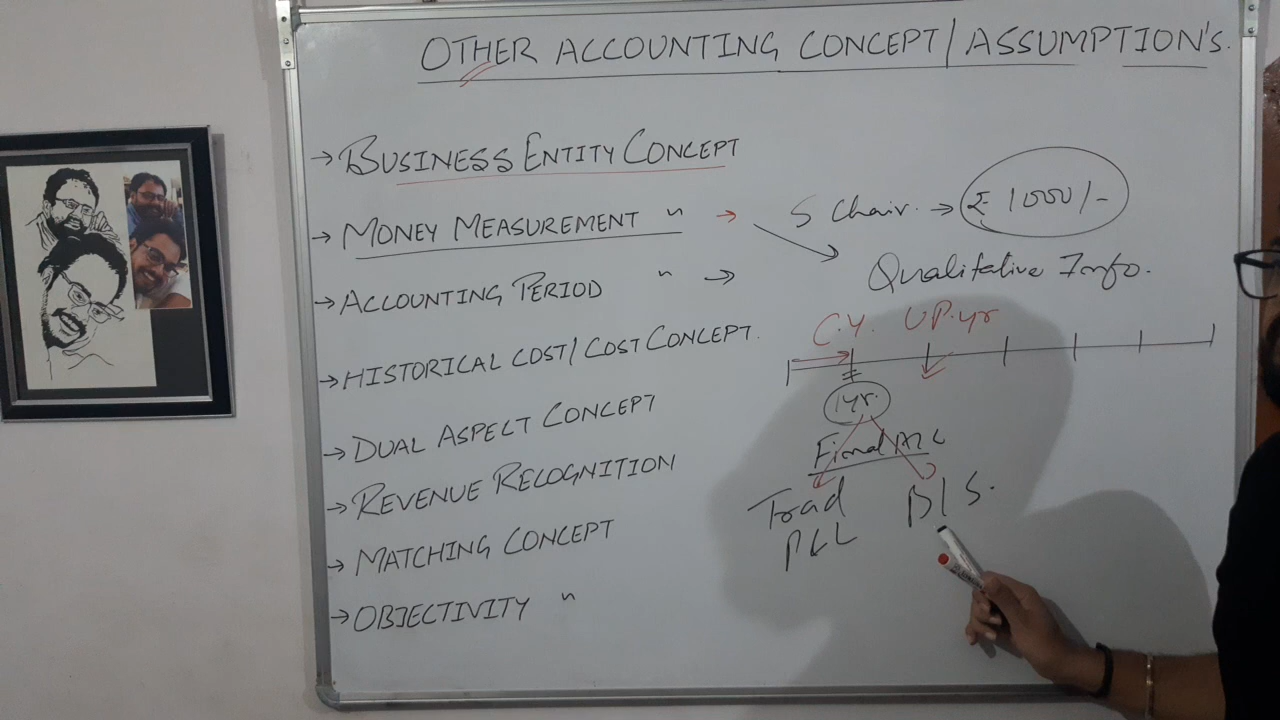 OTHER ACCOUNTING CONCEPT/ASSUMPTION'S.
→ BUSINESS ENTITY CONCEPT
→ MONEY MEASUREMENT " → 5 Chair. → ₹ 1000/-
Qualitative Info.
→ ACCOUNTING PERIOD " →
C.Y. UP.yr
→ HISTORICAL COST/COST CONCEPT.
1yr.
→ DUAL ASPECT CONCEPT
Final A/c
→ REVENUE RECOGNITION
Trad B/S.
P&L
→ MATCHING CONCEPT
→ OBJECTIVITY "